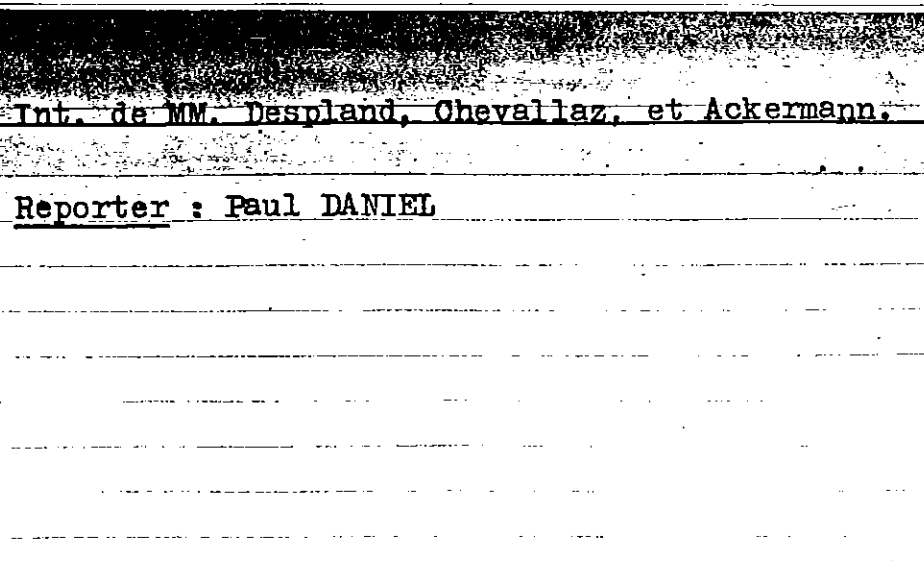 Int. de MM. Despland, Chevallaz, et Ackermann.
Reporter : Paul DANIEL